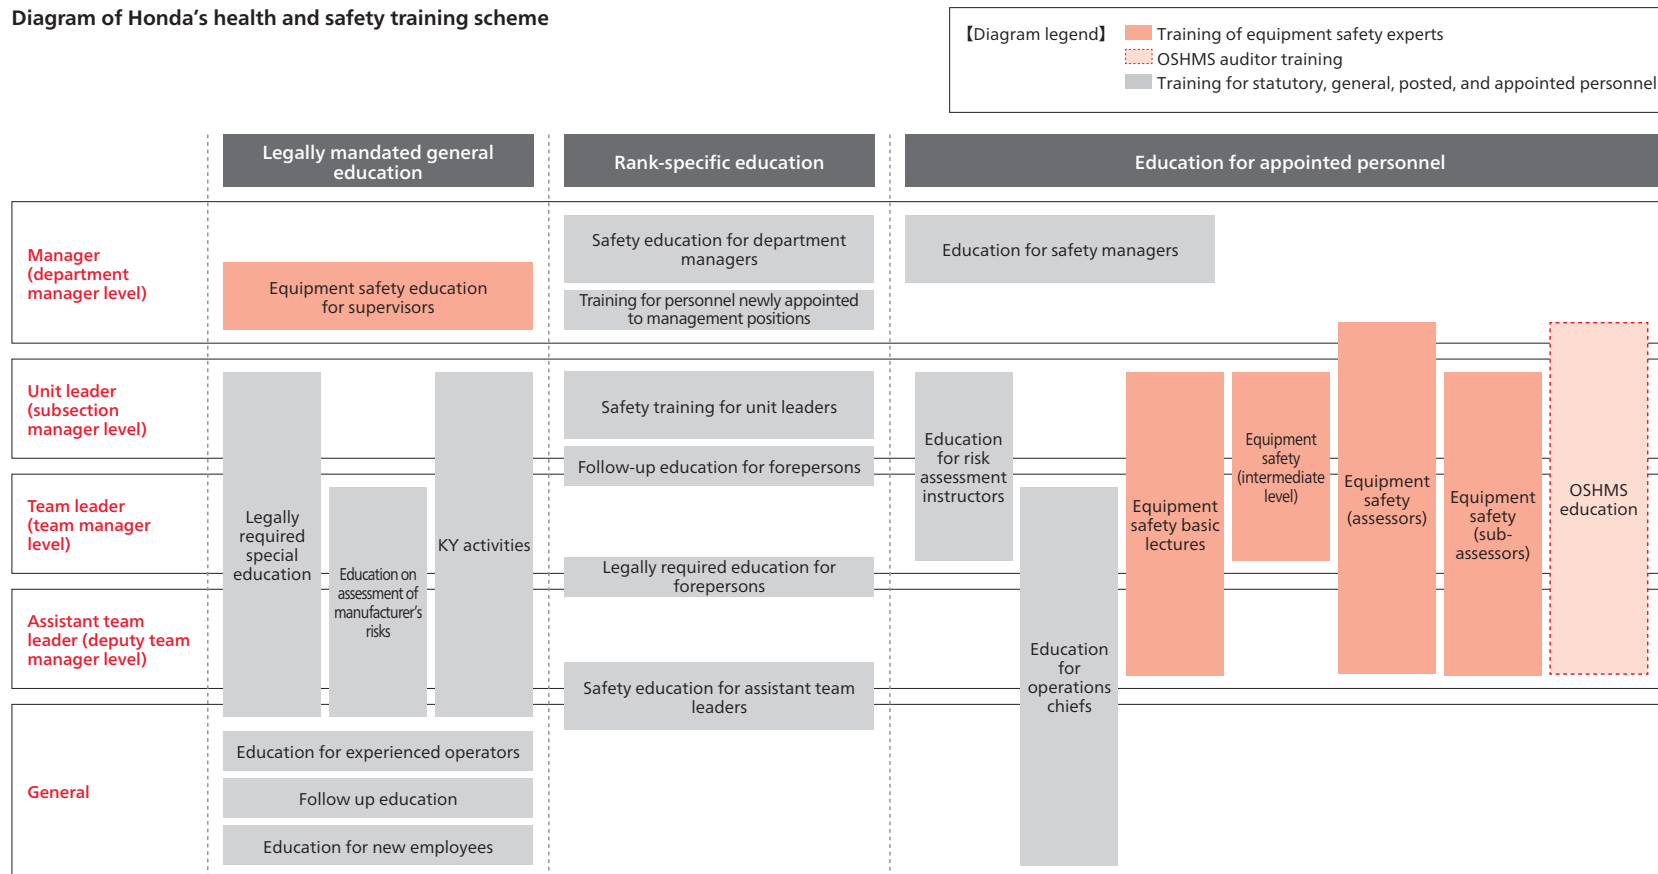 Diagram of Honda's health and safety training scheme
【Diagram legend】
Training of equipment safety experts
OSHMS auditor training
Training for statutory, general, posted, and appointed personnel
Legally mandated general
education
Rank-specific education
Education for appointed personnel
Manager
(department
manager level)
Equipment safety education
for supervisors
Safety education for department
managers
Training for personnel newly appointed
to management positions
Education for safety managers
Unit leader
(subsection
manager level)
Team leader
(team manager
level)
Assistant team
leader (deputy team
manager level)
Legally
required
special
education
Education on
assessment of
manufacturer's
risks
KY activities
Safety training for unit leaders
Follow-up education for forepersons
Legally required education for
forepersons
Safety education for assistant team
leaders
Education
for risk
assessment
instructors
Education
for
operations
chiefs
Equipment
safety basic
lectures
Equipment
safety
(intermediate
level)
Equipment
safety
(assessors)
Equipment
safety
(sub-
assessors)
OSHMS
education
General
Education for experienced operators
Follow up education
Education for new employees